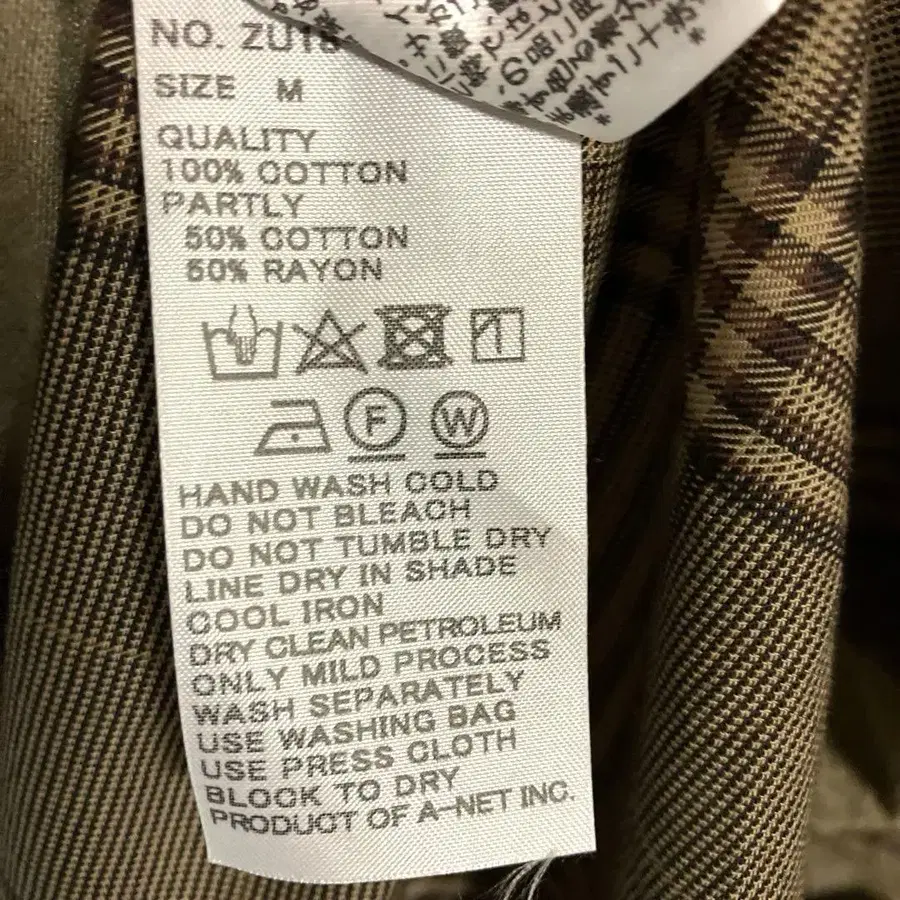 NO. ZU18
SIZE M
QUALITY
100% COTTON
PARTLY
50% COTTON
50% RAYON
F W
HAND WASH COLD
DO NOT BLEACH
DO NOT TUMBLE DRY
LINE DRY IN SHADE
COOL IRON
DRY CLEAN PETROLEUM
ONLY MILD PROCESS
WASH SEPARATELY
USE WASHING BAG
USE PRESS CLOTH
BLOCK TO DRY
PRODUCT OF A-NET INC.